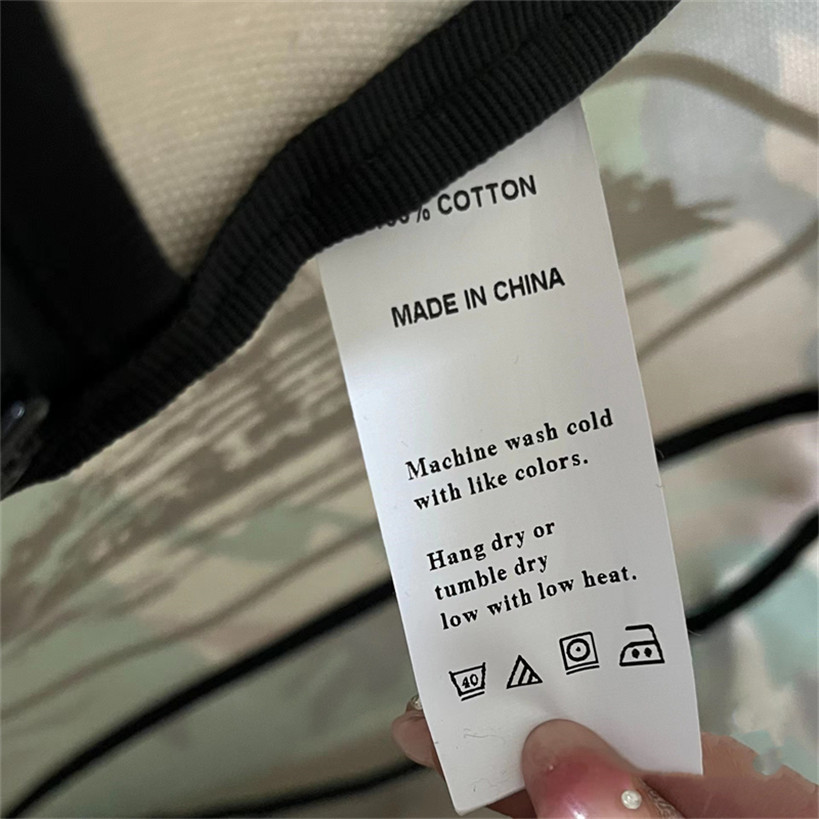 % COTTON
MADE IN CHINA
Machine wash cold
with like colors.
Hang dry or
tumble dry
low with low heat.
40